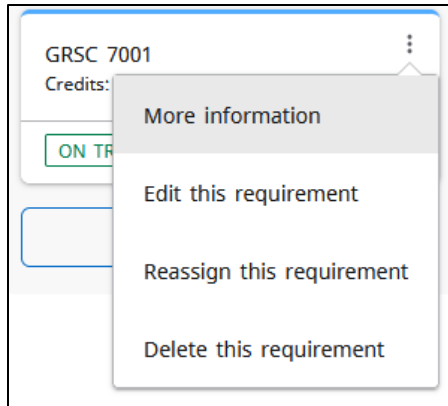 GRSC 7001
Credits:
More information
ON TR
Edit this requirement
Reassign this requirement
Delete this requirement